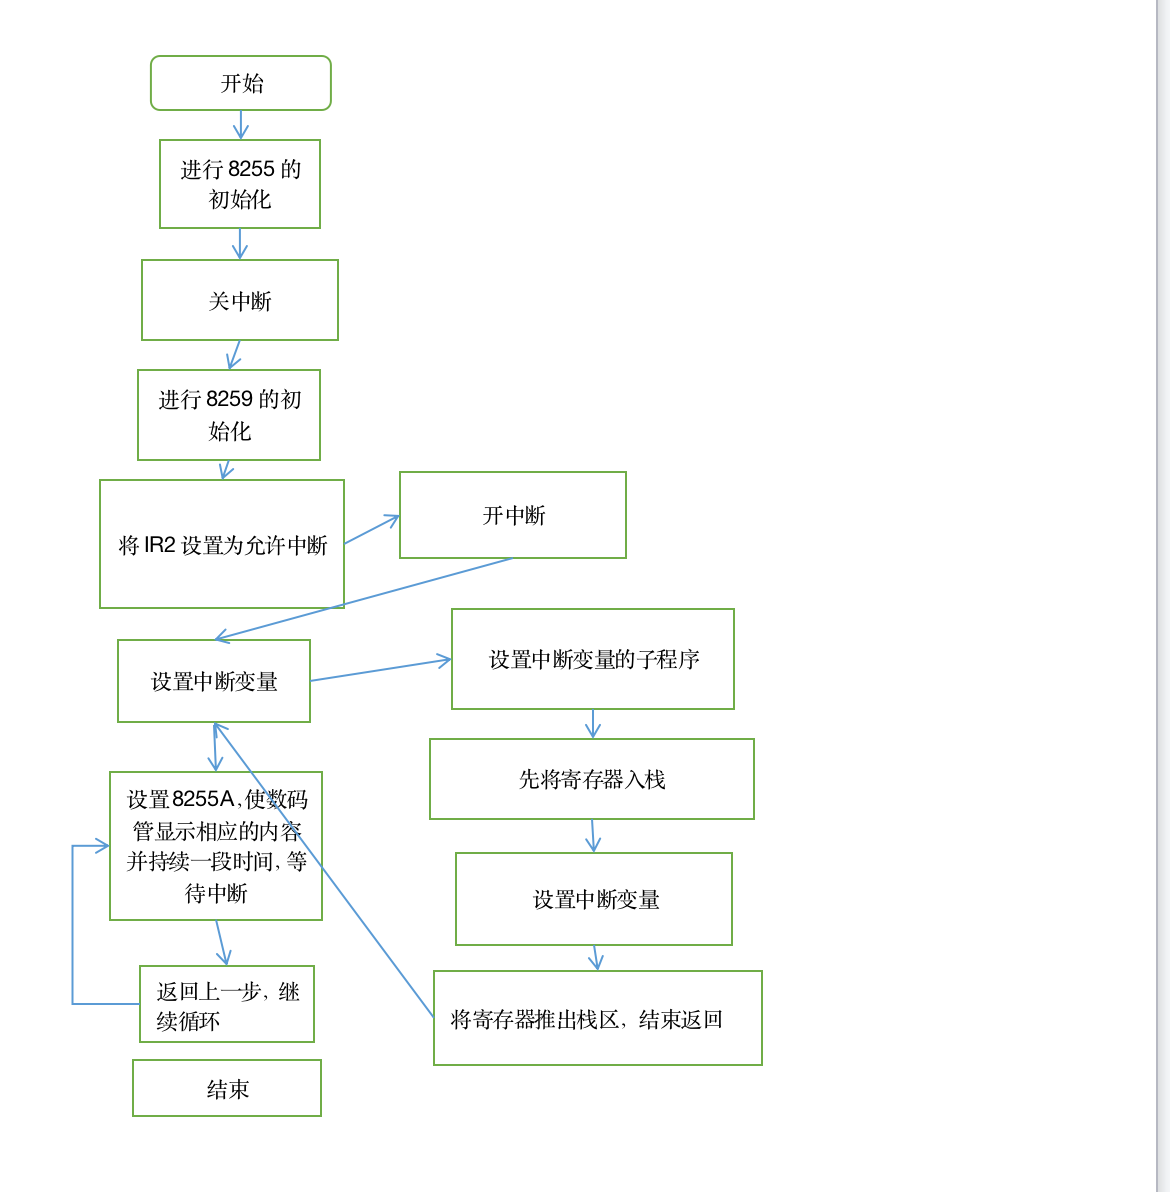 开始
进行 8255 的
初始化
关中断
进行 8259 的初
始化
将 IR2 设置为允许中断
开中断
设置中断变量
设置中断变量的子程序
先将寄存器入栈
设置 8255A，使数码
管显示相应的内容
并持续一段时间，等
待中断
设置中断变量
返回上一步，继
续循环
将寄存器推出栈区，结束返回
结束